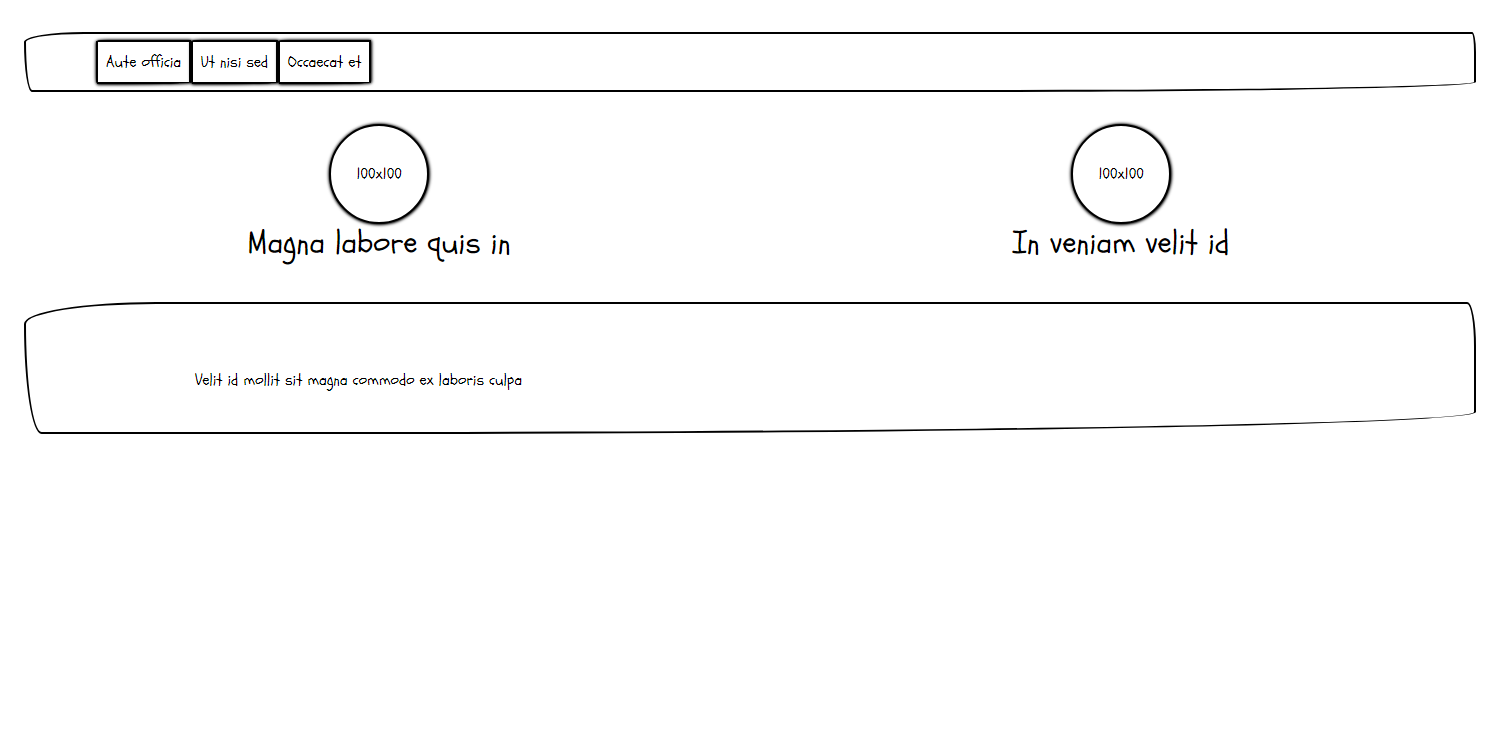 Aute officia
Ut nisi sed
Occaecat et
100x100
100x100
Magna labore quis in
In veniam velit id
Velit id mollit sit magna commodo ex laboris culpa